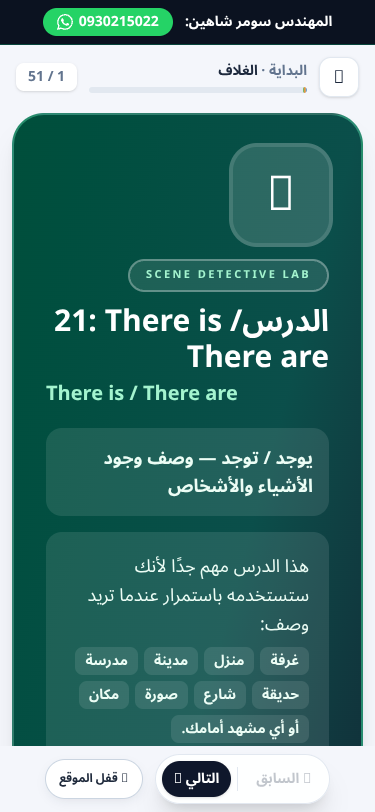 المهندس سومر شاهين: 0930215022
البداية · الغلاف
51 / 1
SCENE DETECTIVE LAB
الدرس 21: There is/
There are
There is / There are
يوجد / توجد — وصف وجود
الأشياء والأشخاص
هذا الدرس مهم جدًا لأنك
ستستخدمه باستمرار عندما تريد
وصف:
غرفة منزل مدينة مدرسة
حديقة شارع صورة مكان
أو أي مشهد أمامك.
السابق التالي قفل الموقع